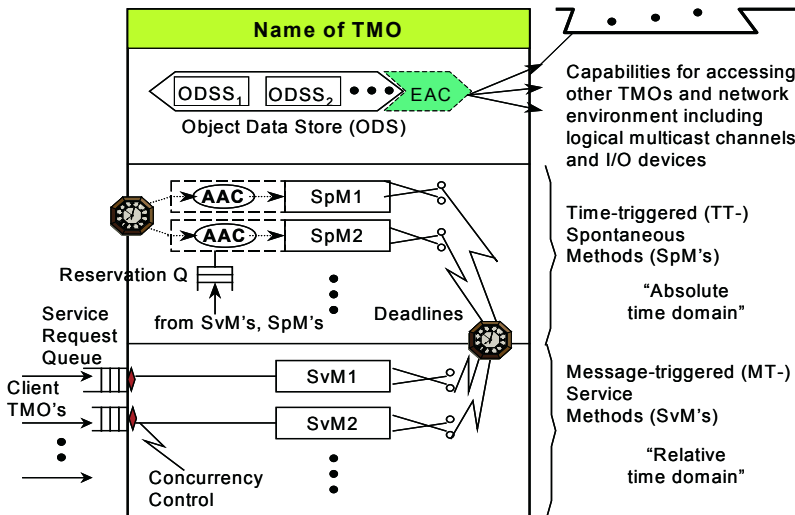 Name of TMO
ODSS1
ODSS2
EAC
Object Data Store (ODS)
Capabilities for accessing
other TMOs and network
environment including
logical multicast channels
and I/O devices
AAC
SpM1
AAC
SpM2
Reservation Q
from SvM's, SpM's
Deadlines
Time-triggered (TT-)
Spontaneous
Methods (SpM's)
“Absolute
time domain”
Service
Request
Queue
Client
TMO's
SvM1
SvM2
Concurrency
Control
Message-triggered (MT-)
Service
Methods (SvM's)
“Relative
time domain”